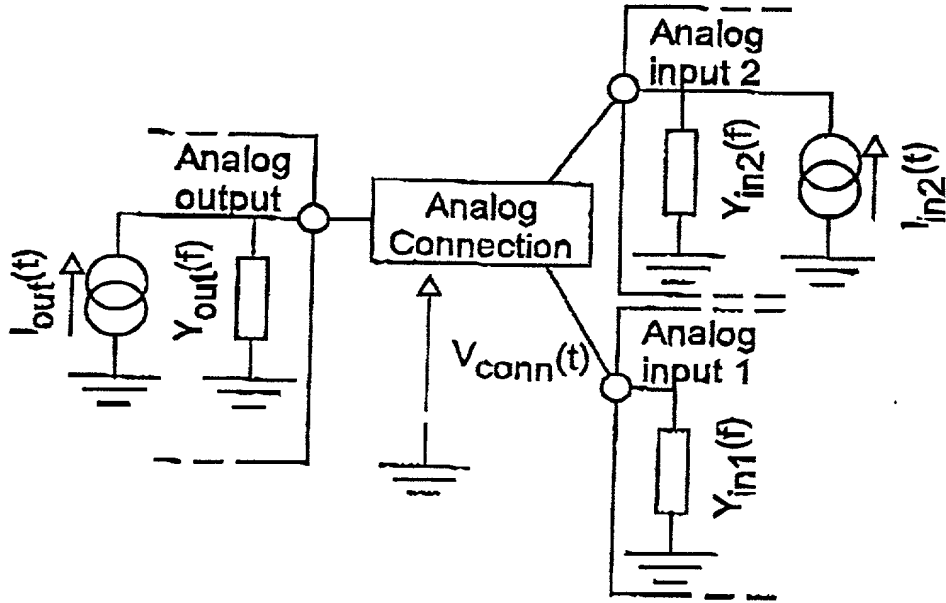 Analog
input 2
Y_in2(f)
I_in2(t)
Analog
output
I_out(t)
Y_out(f)
Analog
Connection
V_conn(t)
Analog
input 1
Y_in1(f)